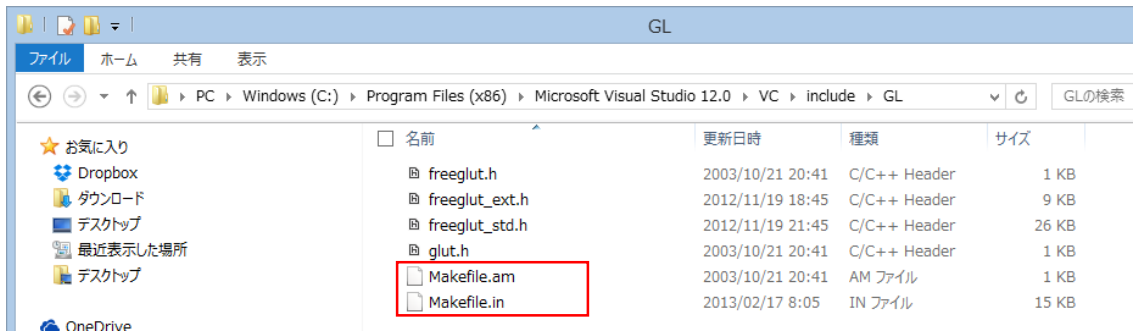 GL
ファイル ホーム 共有 表示
PC Windows (C:) Program Files (x86) Microsoft Visual Studio 12.0 VC include GL GLの検索
名前 更新日時 種類 サイズ
お気に入り
Dropbox
ダウンロード
デスクトップ
最近表示した場所
デスクトップ
OneDrive
freeglut.h 2003/10/21 20:41 C/C++ Header 1 KB
freeglut_ext.h 2012/11/19 18:45 C/C++ Header 9 KB
freeglut_std.h 2012/11/19 21:45 C/C++ Header 26 KB
glut.h 2003/10/21 20:41 C/C++ Header 1 KB
Makefile.am 2003/10/21 20:41 AM ファイル 1 KB
Makefile.in 2013/02/17 8:05 IN ファイル 15 KB